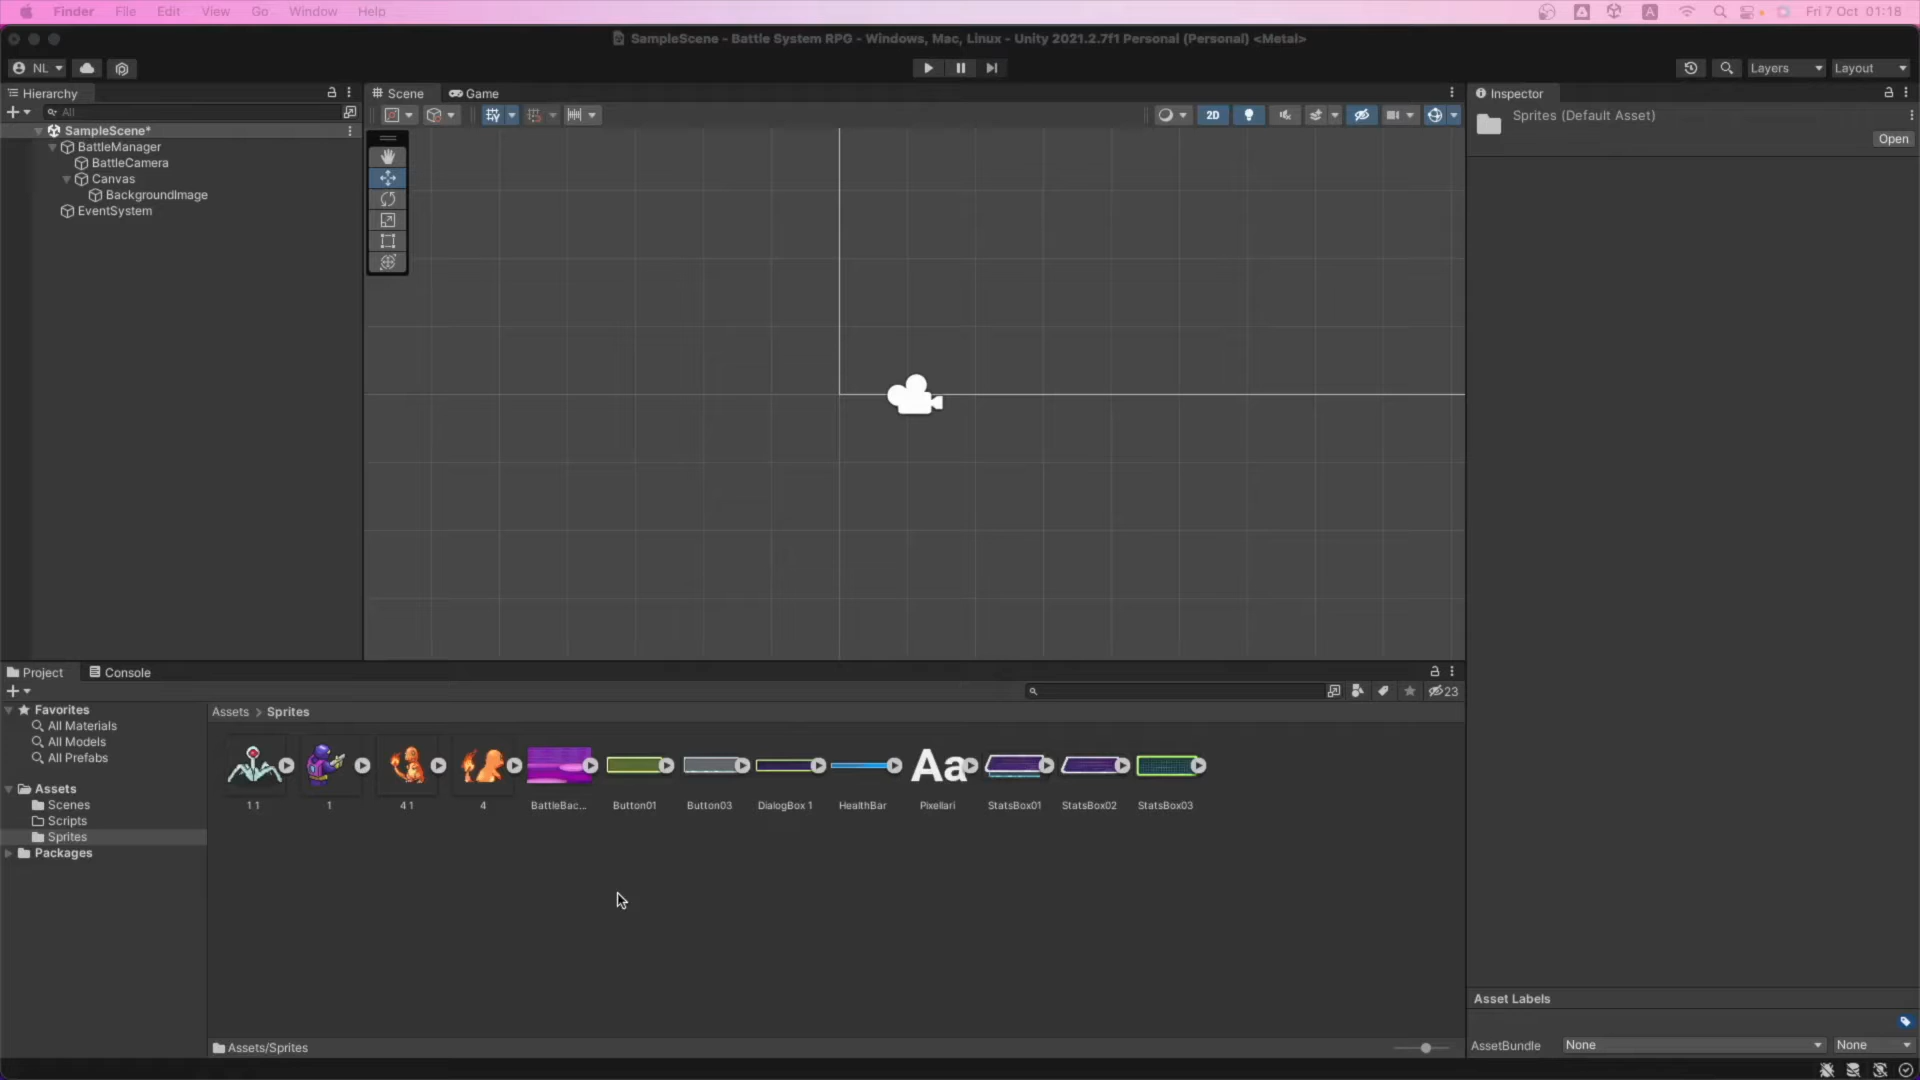 Finder File Edit View Go Window Help
A Fri 7 Oct 01:18
SampleScene - Battle System RPG - Windows, Mac, Linux - Unity 2021.2.7f1 Personal (Personal) <Metal>
NL
Layers Layout
Hierarchy
All
SampleScene*
BattleManager
BattleCamera
Canvas
BackgroundImage
EventSystem
Scene Game
2D
Inspector
Sprites (Default Asset)
Open
Project Console
23
Favorites
All Materials
All Models
All Prefabs
Assets
Scenes
Scripts
Sprites
Packages
Assets > Sprites
Aa
1 1 1 4 1 4 BattleBac... Button01 Button03 DialogBox 1 HealthBar Pixellari StatsBox01 StatsBox02 StatsBox03
Assets/Sprites
Asset Labels
AssetBundle None None